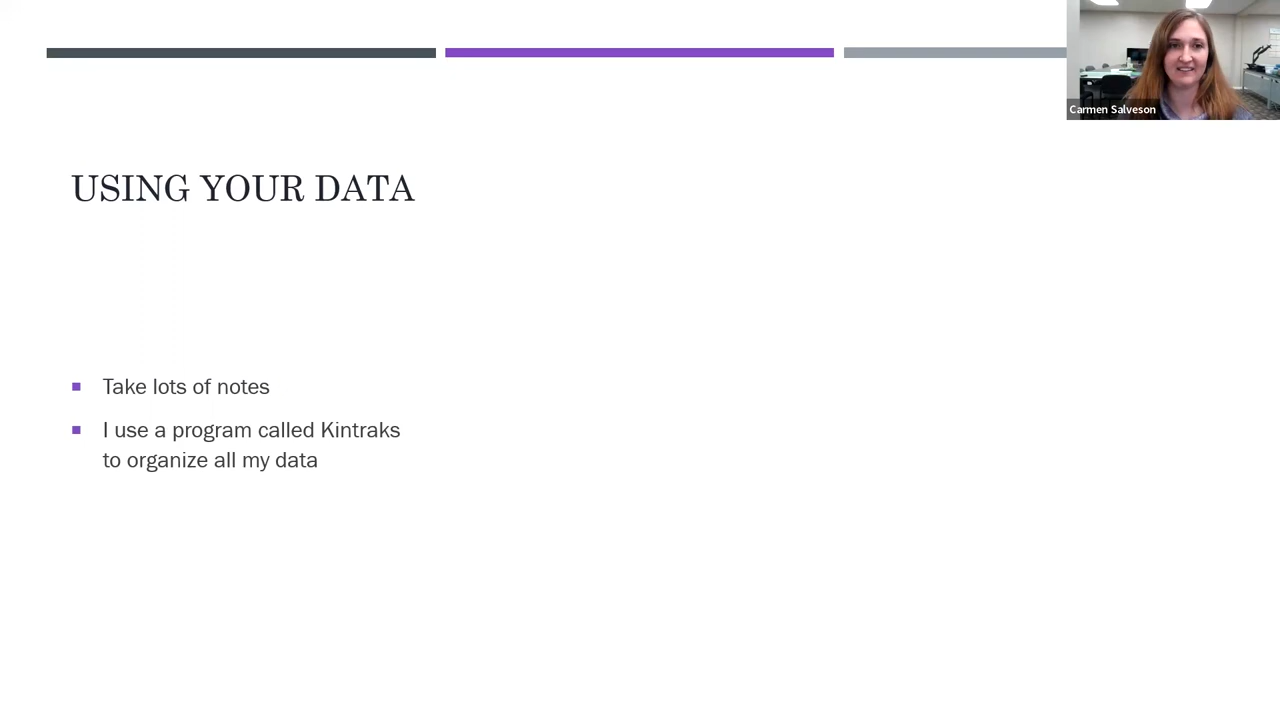 Carmen Salveson
USING YOUR DATA
Take lots of notes
I use a program called Kintraks
to organize all my data